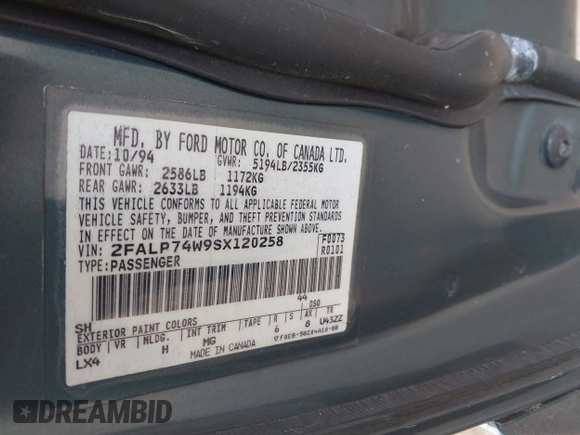 MFD. BY FORD MOTOR CO. OF CANADA LTD.
DATE: 10/94 GVWR: 5194LB/2355KG
FRONT GAWR: 2586LB 1172KG
REAR GAWR: 2633LB 1194KG
THIS VEHICLE CONFORMS TO ALL APPLICABLE FEDERAL MOTOR
VEHICLE SAFETY, BUMPER, AND THEFT PREVENTION STANDARDS
IN EFFECT ON THE DATE OF MANUFACTURE SHOWN ABOVE.
VIN: 2FALP74W9SX120258 F0073
TYPE: PASSENGER R0101
SH 44
EXTERIOR PAINT COLORS DSO
BODY VR MLDG. INT TRIM TAPE R S AX TR
LX4 H MG 6 8 U43ZZ
MADE IN CANADA
DREAMBID